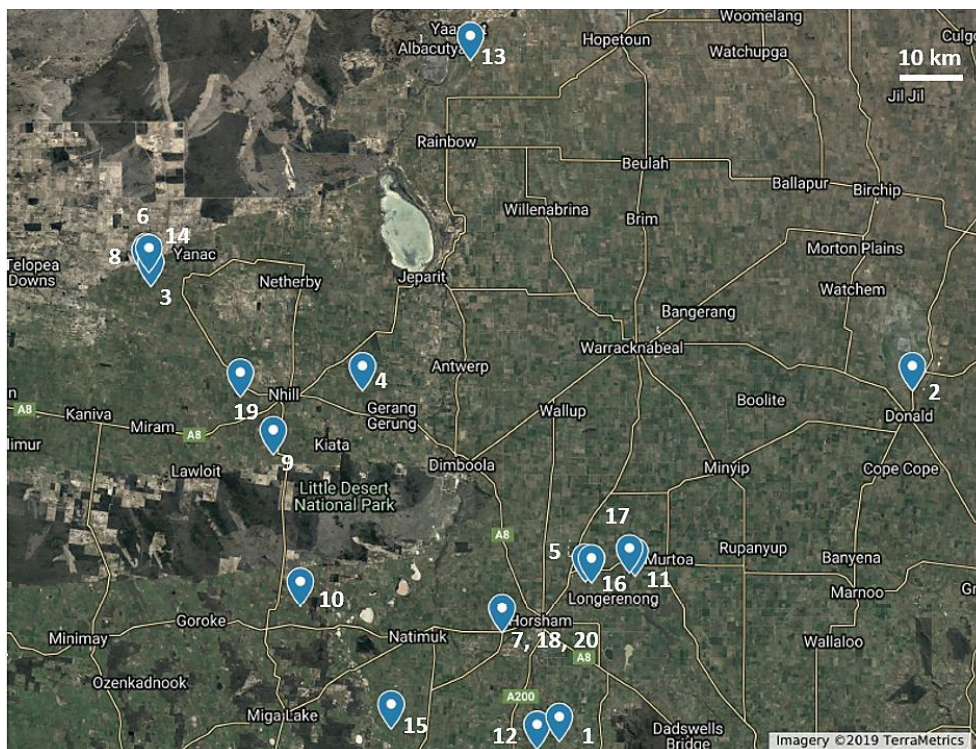 Woomelang
Hopetoun
Watchupga
Albacutya
13
10 km
Jil Jil
Rainbow
Beulah
Ballapur
Birchip
Willenabrina
Brim
6
14
8
Yanac
3
Telopea
Downs
Netherby
Jeparit
Morton Plains
Watchem
Bangerang
Antwerp
Warracknabeal
4
2
19
Nhill
Gerang
Gerung
Wallup
Boolite
Donald
A8
Kaniva
Miram
A8
9
Kiata
Lawloit
Dimboola
Minyip
Cope Cope
Little Desert
National Park
A8
17
5
16
11
Murtoa
Rupanyup
Banyena
Longerenong
Marnoo
10
Goroke
Minimay
Natimuk
Horsham
7, 18, 20
A8
Wallaloo
Ozenkadnook
A200
Miga Lake
15
12
1
Dadswells
Bridge
Imagery ©2019 TerraMetrics